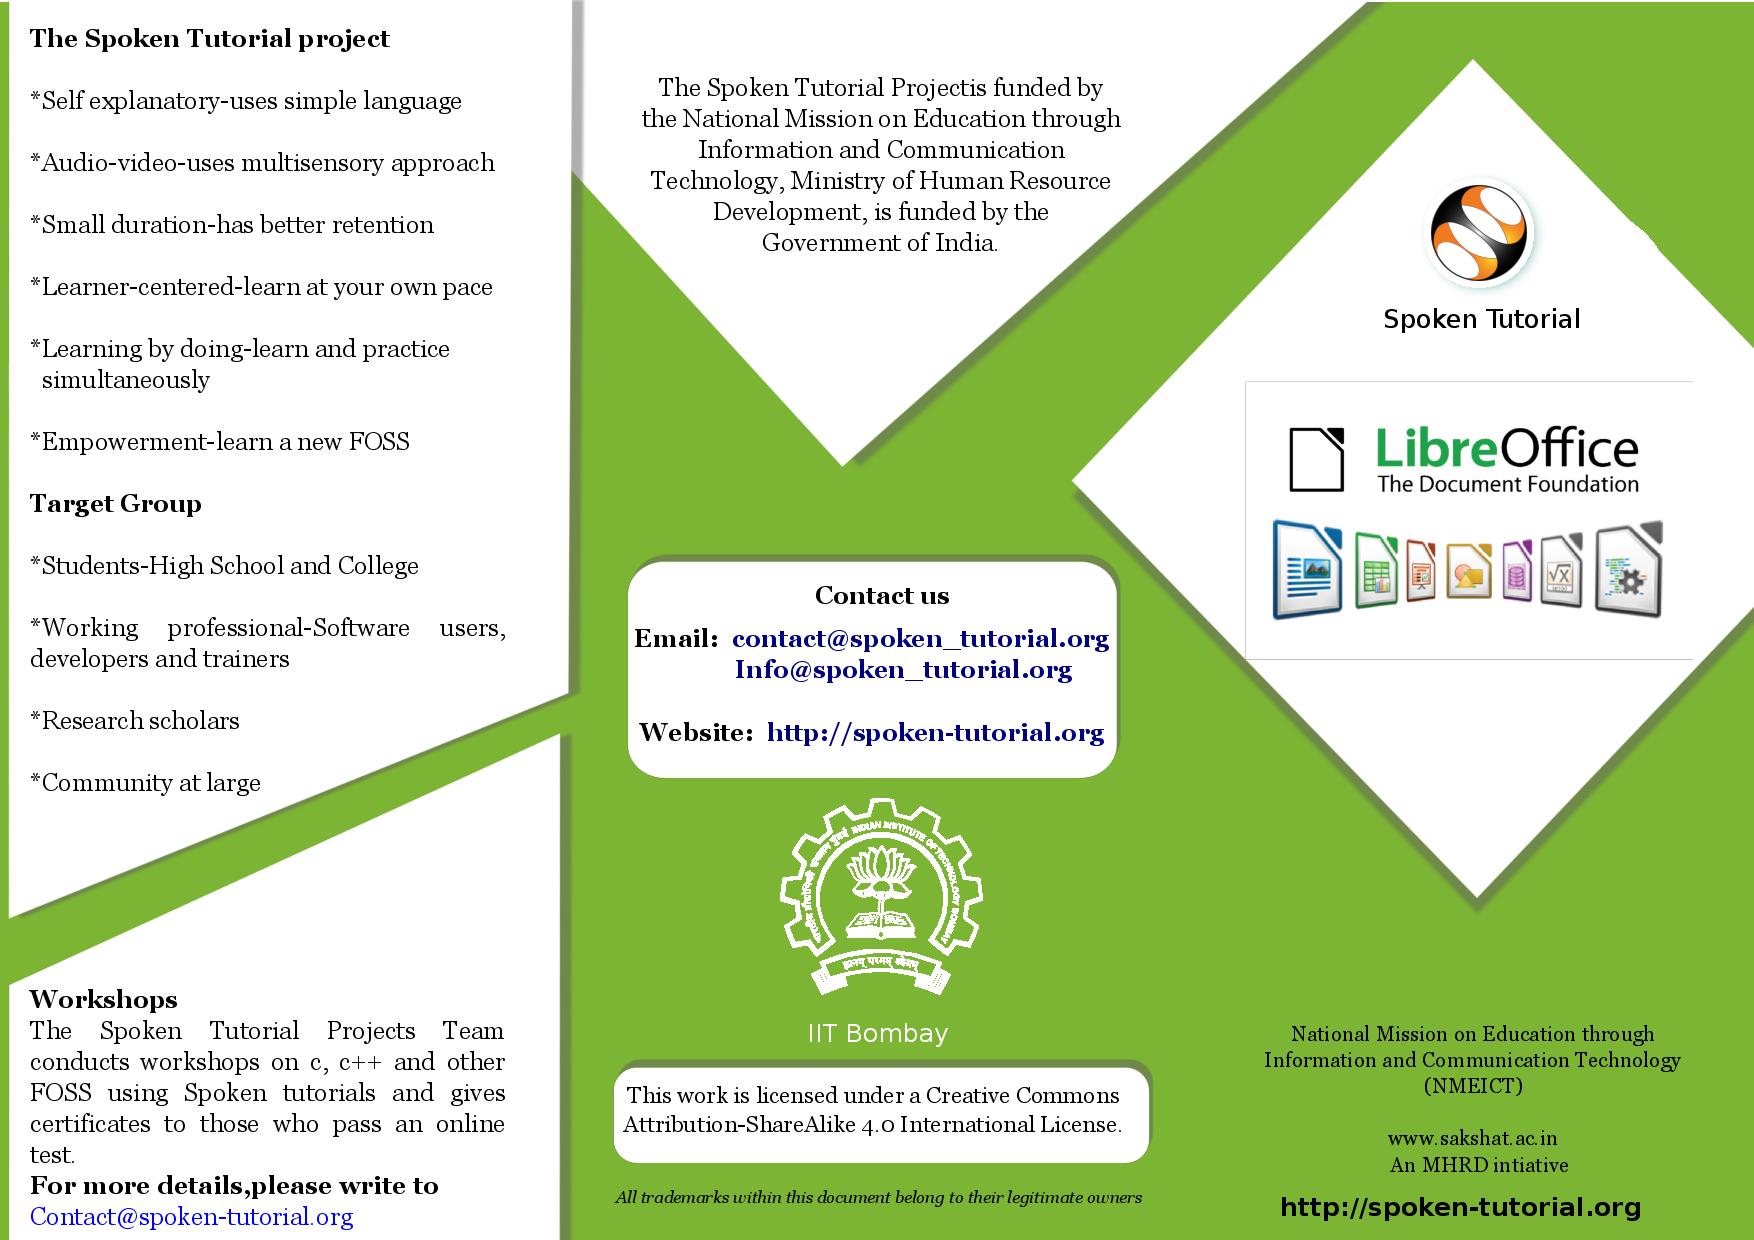 The Spoken Tutorial project
*Self explanatory-uses simple language
*Audio-video-uses multisensory approach
*Small duration-has better retention
*Learner-centered-learn at your own pace
*Learning by doing-learn and practice
simultaneously
*Empowerment-learn a new FOSS
Target Group
*Students-High School and College
*Working professional-Software users,
developers and trainers
*Research scholars
*Community at large
Workshops
The Spoken Tutorial Projects Team
conducts workshops on c, c++ and other
FOSS using Spoken tutorials and gives
certificates to those who pass an online
test.
For more details,please write to
Contact@spoken-tutorial.org
The Spoken Tutorial Projectis funded by
the National Mission on Education through
Information and Communication
Technology, Ministry of Human Resource
Development, is funded by the
Government of India.
Contact us
Email: contact@spoken_tutorial.org
Info@spoken_tutorial.org
Website: http://spoken-tutorial.org
INDIAN INSTITUTE OF TECHNOLOGY BOMBAY
IIT Bombay
This work is licensed under a Creative Commons
Attribution-ShareAlike 4.0 International License.
All trademarks within this document belong to their legitimate owners
Spoken Tutorial
LibreOffice
The Document Foundation
National Mission on Education through
Information and Communication Technology
(NMEICT)
www.sakshat.ac.in
An MHRD intiative
http://spoken-tutorial.org